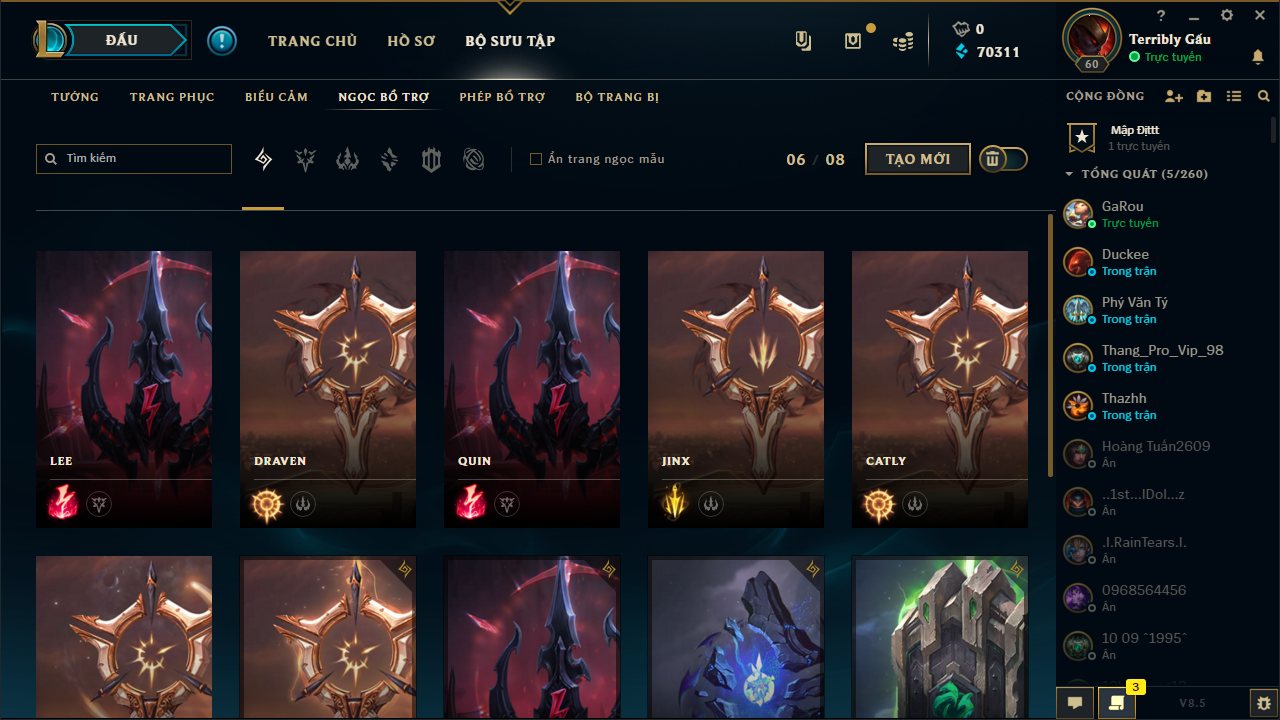 ĐẤU
TRANG CHỦ
HỒ SƠ
BỘ SƯU TẬP
0
70311
60
Terribly Gấu
Trực tuyến
TƯỚNG
TRANG PHỤC
BIỂU CẢM
NGỌC BỔ TRỢ
PHÉP BỔ TRỢ
BỘ TRANG BỊ
Tìm kiếm
Ẩn trang ngọc mẫu
06 / 08
TẠO MỚI
LEE
DRAVEN
QUIN
JINX
CATLY
CỘNG ĐỒNG
Mập Địttt
1 trực tuyến
TỔNG QUÁT (5/260)
GaRou
Trực tuyến
Duckee
Trong trận
Phý Văn Tý
Trong trận
Thang_Pro_Vip_98
Trong trận
Thazhh
Trong trận
Hoàng Tuấn2609
Ẩn
..1st...IDol...z
Ẩn
.I.RainTears.I.
Ẩn
0968564456
Ẩn
10 09 ˆ1995ˆ
Ẩn
3
V8.5